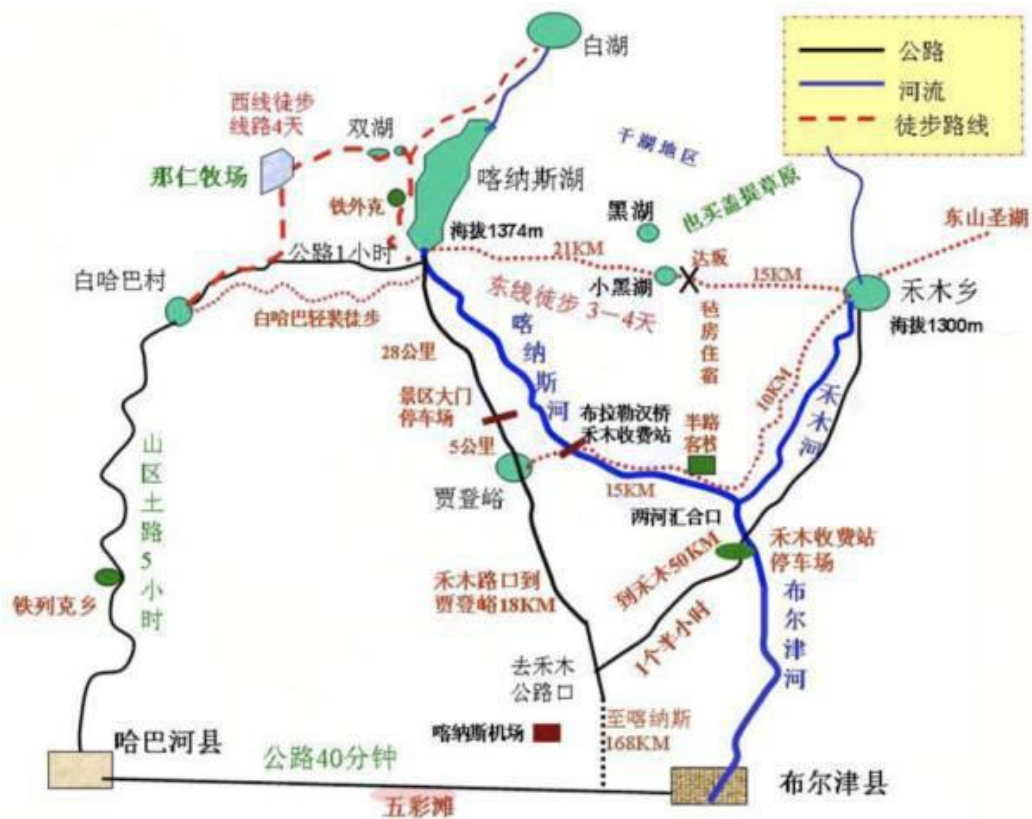 白湖
公路
河流
徒步路线
西线徒步
线路4天
双湖
千湖地区
那仁牧场
铁外克
喀纳斯湖
黑湖
也买盖提草原
东山圣湖
海拔1374m
公路1小时
21KM
达坂
15KM
白哈巴村
小黑湖
禾木乡
海拔1300m
白哈巴轻装徒步
东线徒步 3－4天
毡房住宿
喀纳斯河
28公里
景区大门
停车场
布拉勒汉桥
禾木收费站
半路
客栈
10KM
禾木河
5公里
贾登峪
15KM
两河汇合口
山区土路5小时
禾木收费站
停车场
铁列克乡
禾木路口到
贾登峪18KM
到禾木50KM
1个半小时
布尔津河
去禾木
公路口
喀纳斯机场
至喀纳斯
168KM
哈巴河县
公路40分钟
五彩滩
布尔津县